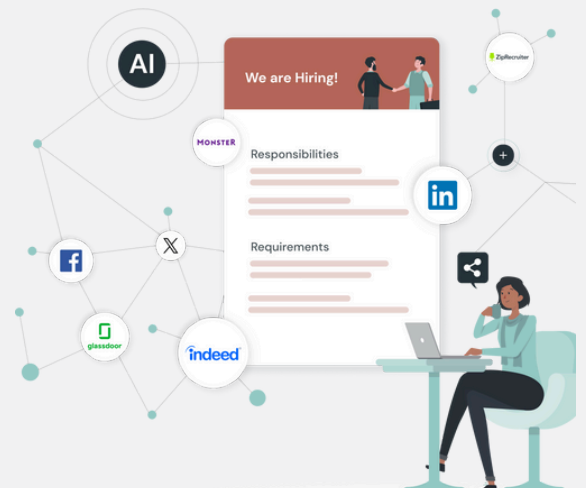 AI
We are Hiring!
ZipRecruiter
MONSTER
Responsibilities
in
Requirements
X
f
glassdoor
indeed